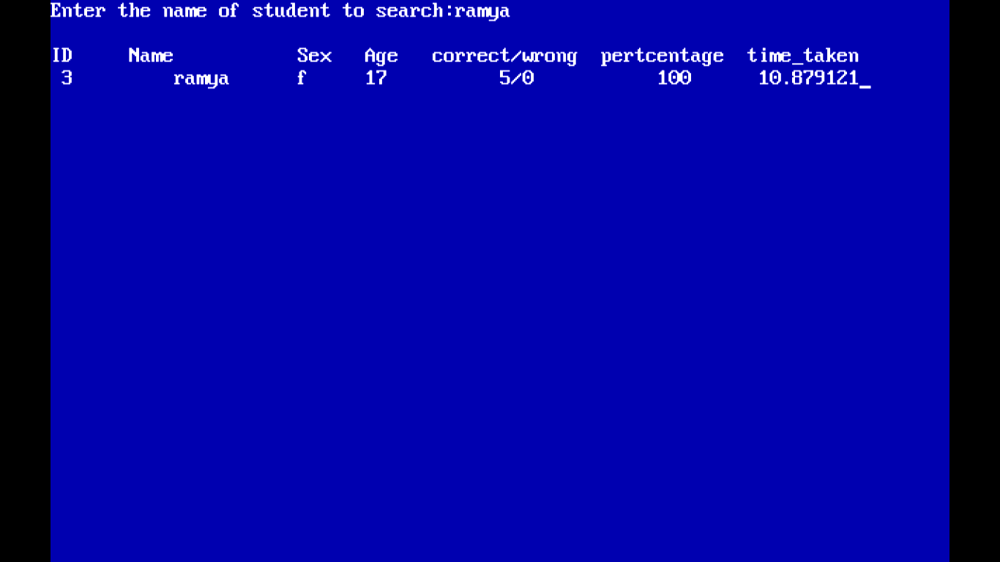 Enter the name of student to search:ramya
ID Name Sex Age correct/wrong pertcentage time_taken
3 ramya f 17 5/0 100 10.879121_